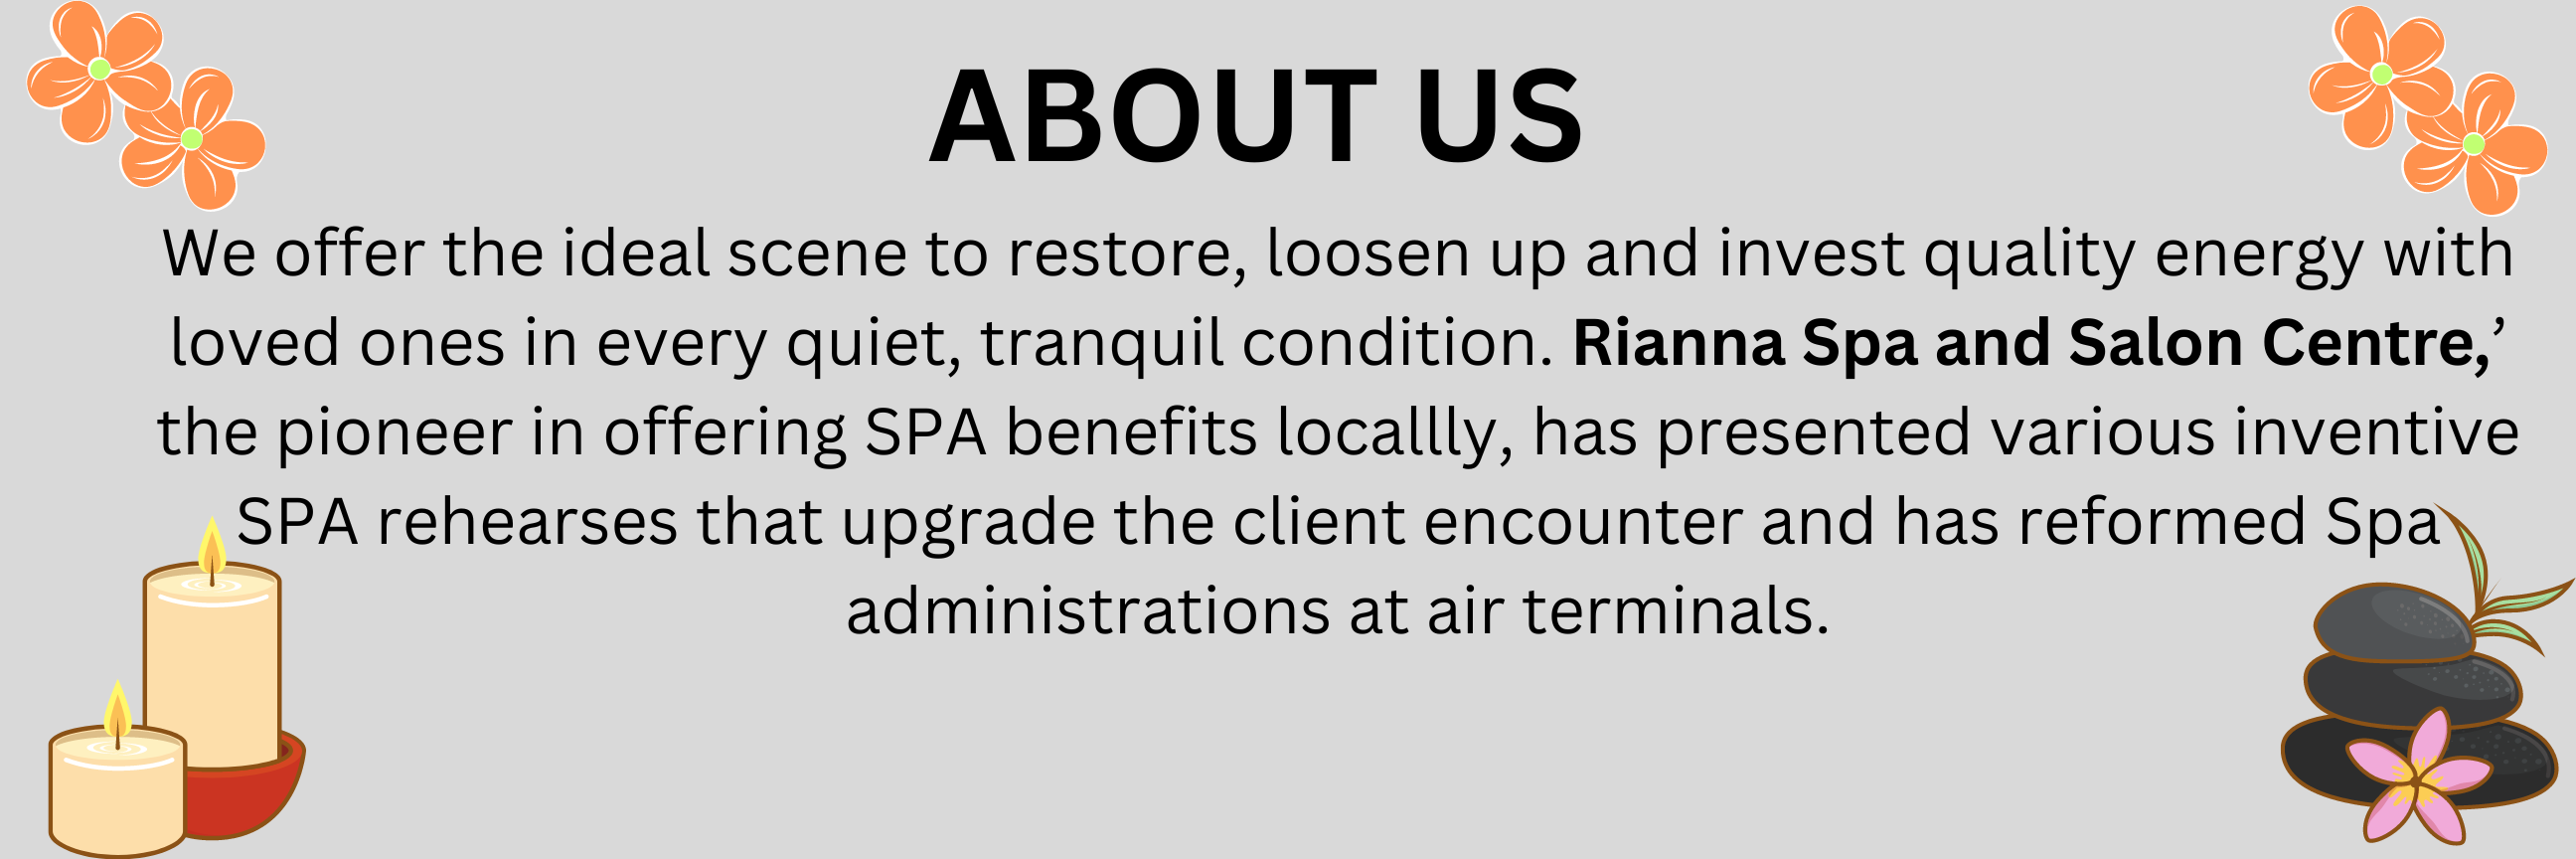 ABOUT US
We offer the ideal scene to restore, loosen up and invest quality energy with
loved ones in every quiet, tranquil condition. Rianna Spa and Salon Centre,’
the pioneer in offering SPA benefits locallly, has presented various inventive
SPA rehearses that upgrade the client encounter and has reformed Spa
administrations at air terminals.